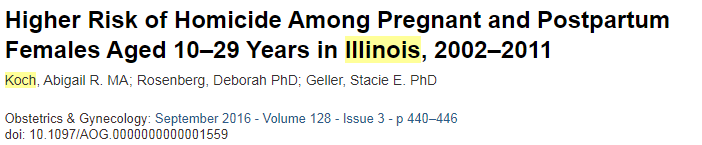 Higher Risk of Homicide Among Pregnant and Postpartum
Females Aged 10–29 Years in Illinois, 2002–2011
Koch, Abigail R. MA; Rosenberg, Deborah PhD; Geller, Stacie E. PhD
Obstetrics & Gynecology: September 2016 - Volume 128 - Issue 3 - p 440–446
doi: 10.1097/AOG.0000000000001559